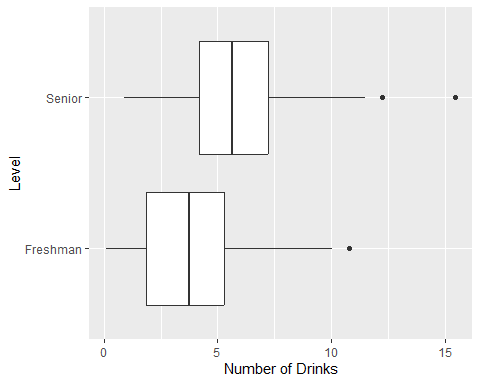 Senior
Level
Freshman
0 5 10 15
Number of Drinks